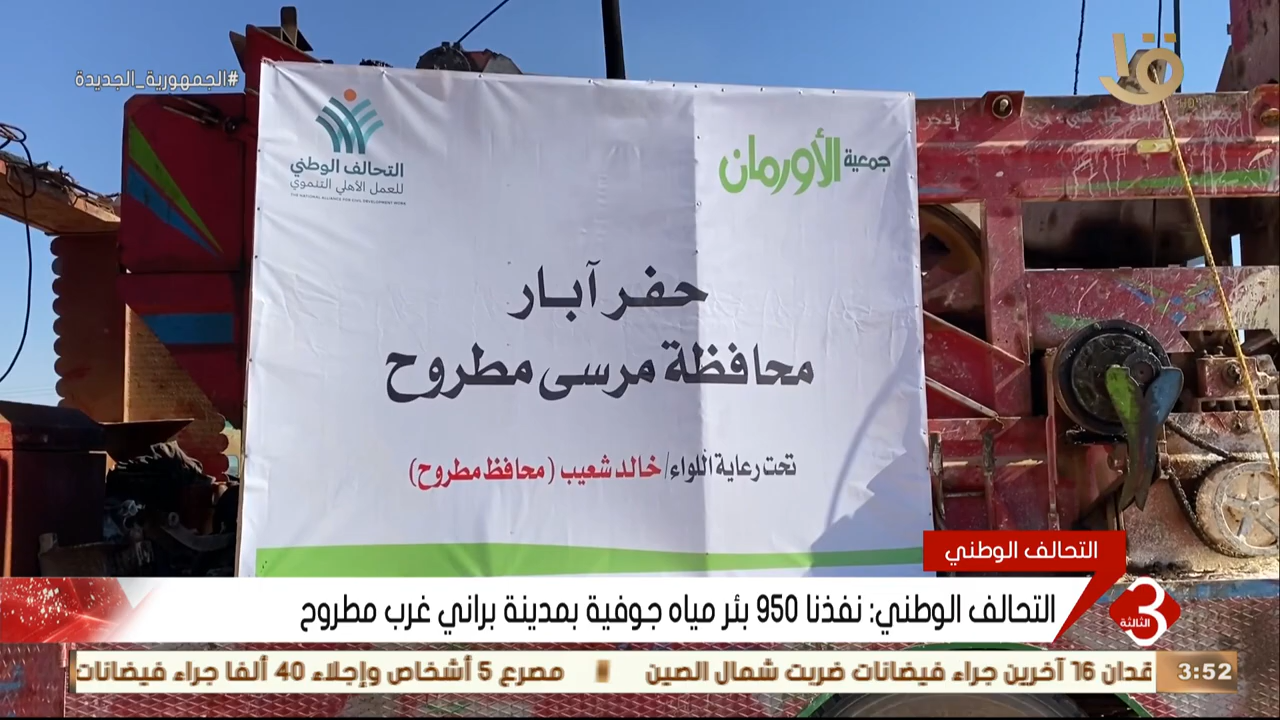 #الجمهورية_الجديدة
التحالف الوطني
للعمل الأهلي التنموي
THE NATIONAL ALLIANCE FOR CIVIL DEVELOPMENT WORK
جمعية الأورمان
حفر آبار
محافظة مرسى مطروح
تحت رعاية اللواء/ خالد شعيب (محافظ مطروح)
التحالف الوطني
التحالف الوطني: نفذنا 950 بئر مياه جوفية بمدينة براني غرب مطروح
3 الثالثة
3:52
قدان 16 آخرين جراء فيضانات ضربت شمال الصين
مصرع 5 أشخاص وإجلاء 40 ألفا جراء فيضانات